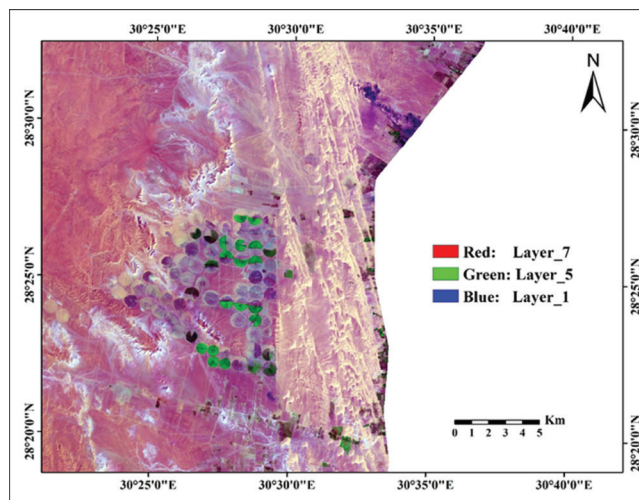 30°25'0"E 30°30'0"E 30°35'0"E 30°40'0"E
N
28°30'0"N 28°30'0"N
Red: Layer_7
Green: Layer_5
Blue: Layer_1
28°25'0"N 28°25'0"N
Km
0 1 2 3 4 5
28°20'0"N 28°20'0"N
30°25'0"E 30°30'0"E 30°35'0"E 30°40'0"E